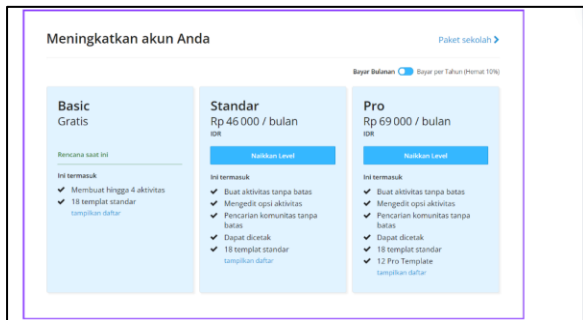 Meningkatkan akun Anda
Paket sekolah
Bayar Bulanan Bayar per Tahun (Hemat 10%)
Basic
Gratis
Rencana saat ini
Ini termasuk
Membuat hingga 4 aktivitas
18 templat standar
tampilkan daftar
Standar
Rp 46 000 / bulan
IDR
Naikkan Level
Ini termasuk
Buat aktivitas tanpa batas
Mengedit opsi aktivitas
Pencarian komunitas tanpa
batas
Dapat dicetak
18 templat standar
tampilkan daftar
Pro
Rp 69 000 / bulan
IDR
Naikkan Level
Ini termasuk
Buat aktivitas tanpa batas
Mengedit opsi aktivitas
Pencarian komunitas tanpa
batas
Dapat dicetak
18 templat standar
12 Pro Template
tampilkan daftar